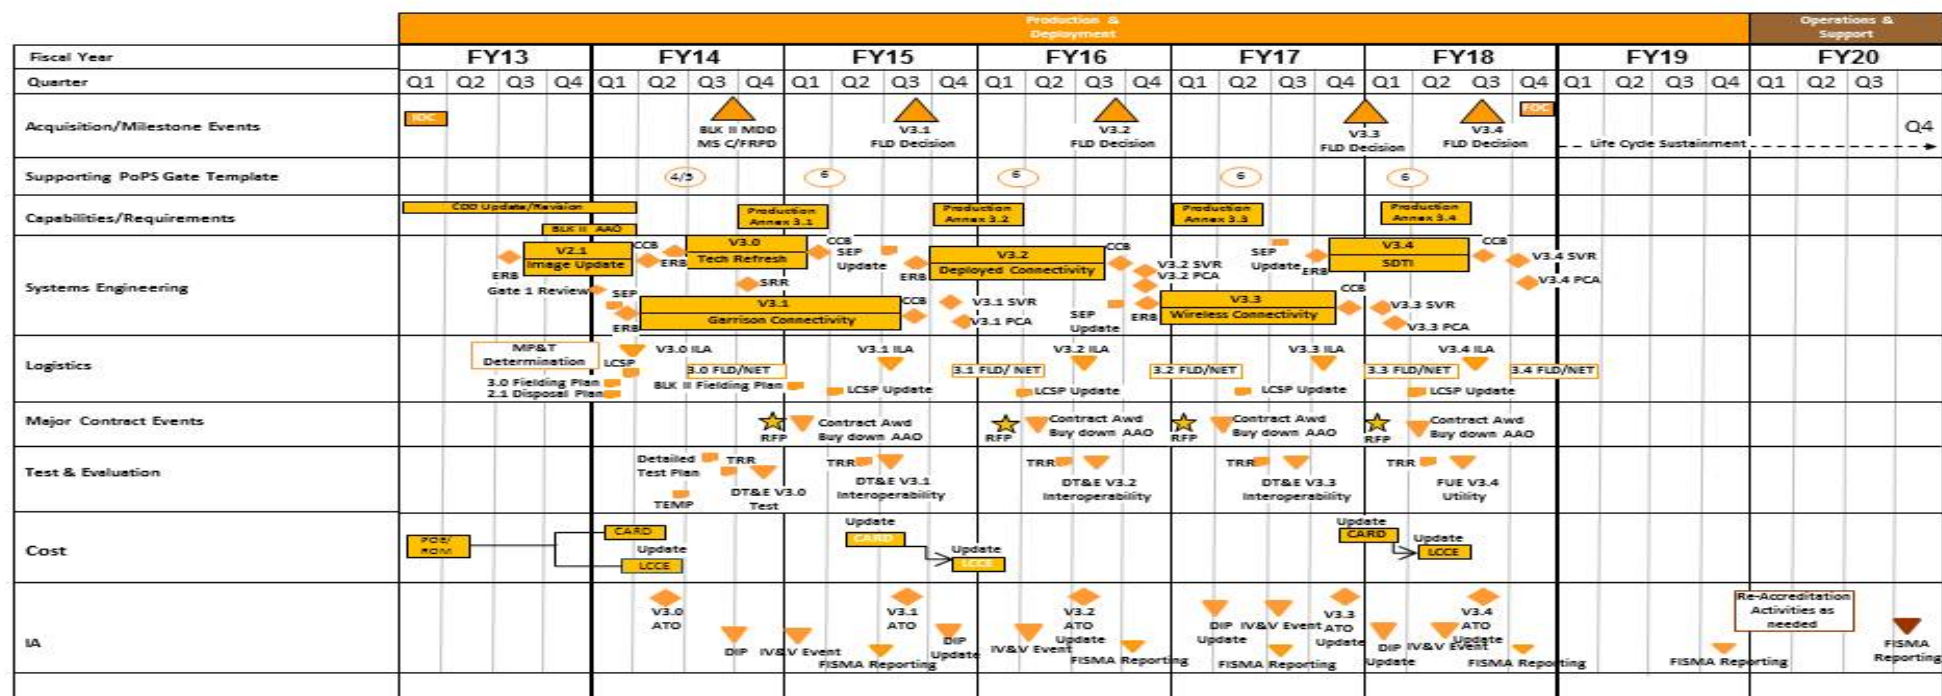 Production &
Deployment
Operations &
Support
Fiscal Year
FY13
FY14
FY15
FY16
FY17
FY18
FY19
FY20
Quarter
Q1 Q2 Q3 Q4 Q1 Q2 Q3 Q4 Q1 Q2 Q3 Q4 Q1 Q2 Q3 Q4 Q1 Q2 Q3 Q4 Q1 Q2 Q3 Q4 Q1 Q2 Q3 Q4 Q1 Q2 Q3
Q4
Acquisition/Milestone Events
IOC
BLK II MDD
MS C/FRPD
V3.1
FLD Decision
V3.2
FLD Decision
V3.3
FLD Decision
V3.4
FLD Decision
FOC
Life Cycle Sustainment
Supporting PoPS Gate Template
4/5
6
6
6
6
Capabilities/Requirements
CDD Update/Revision
BLK II AAO
Production
Annex 3.1
Production
Annex 3.2
Production
Annex 3.3
Production
Annex 3.4
Systems Engineering
ERB
V2.1
Image Update
CCB
ERB
V3.0
Tech Refresh
CCB
SEP
Update
ERB
V3.2
Deployed Connectivity
CCB
V3.2 SVR
V3.2 PCA
SEP
Update
ERB
V3.4
SDTI
CCB
V3.4 SVR
V3.4 PCA
Gate 1 Review
SEP
ERB
SRR
V3.1
Garrison Connectivity
CCB
V3.1 SVR
V3.1 PCA
SEP
Update
ERB
V3.3
Wireless Connectivity
CCB
V3.3 SVR
V3.3 PCA
Logistics
MP&T
Determination
LCSP
V3.0 ILA
3.0 Fielding Plan
2.1 Disposal Plan
3.0 FLD/NET
BLK II Fielding Plan
V3.1 ILA
LCSP Update
3.1 FLD/ NET
V3.2 ILA
LCSP Update
3.2 FLD/NET
V3.3 ILA
LCSP Update
3.3 FLD/NET
V3.4 ILA
LCSP Update
3.4 FLD/NET
Major Contract Events
RFP
Contract Awd
Buy down AAO
RFP
Contract Awd
Buy down AAO
RFP
Contract Awd
Buy down AAO
RFP
Contract Awd
Buy down AAO
Test & Evaluation
Detailed
Test Plan
TEMP
TRR
DT&E V3.0
Test
TRR
DT&E V3.1
Interoperability
TRR
DT&E V3.2
Interoperability
TRR
DT&E V3.3
Interoperability
TRR
FUE V3.4
Utility
Cost
POE/
ROM
CARD
Update
LCCE
Update
CARD
Update
LCCE
Update
CARD
Update
LCCE
IA
V3.0
ATO
DIP
IV&V Event
FISMA Reporting
V3.1
ATO
DIP
Update
IV&V Event
V3.2
ATO
Update
FISMA Reporting
DIP
Update
IV&V Event
FISMA Reporting
V3.3
ATO
Update
DIP
Update
IV&V Event
V3.4
ATO
Update
FISMA Reporting
FISMA Reporting
Re-Accreditation
Activities as
needed
FISMA
Reporting